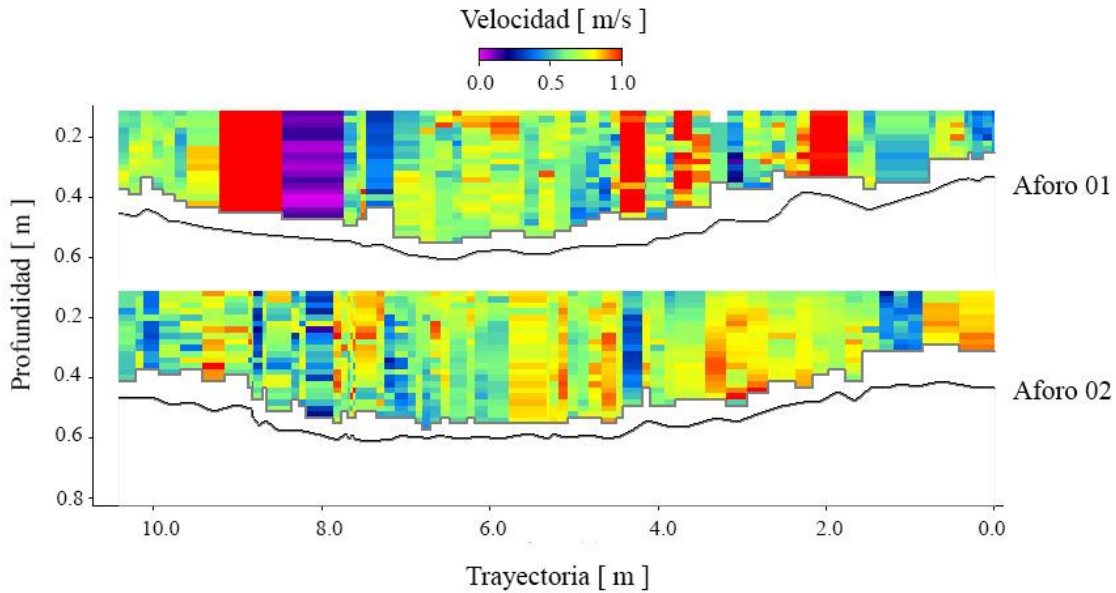 Velocidad [ m/s ]
0.0 0.5 1.0
Profundidad [ m ]
0.2
0.4
0.6
Aforo 01
0.2
0.4
0.6
0.8
Aforo 02
10.0 8.0 6.0 4.0 2.0 0.0
Trayectoria [ m ]